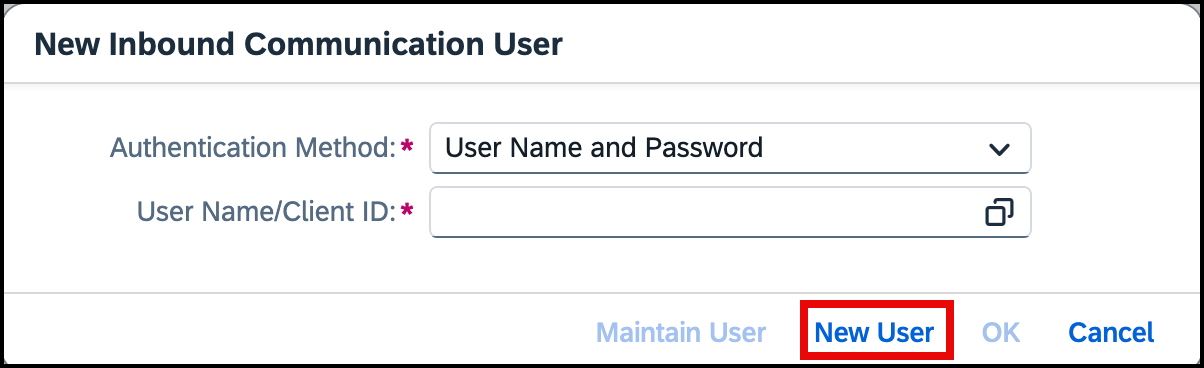 New Inbound Communication User
Authentication Method:* User Name and Password
User Name/Client ID:*
Maintain User New User OK Cancel